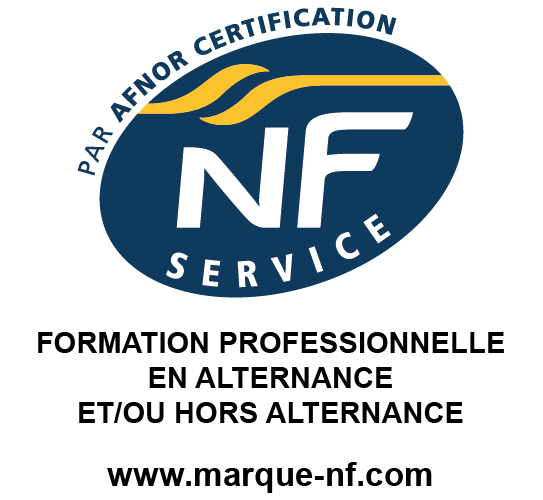 PAR AFNOR CERTIFICATION
NF
SERVICE
FORMATION PROFESSIONNELLE
EN ALTERNANCE
ET/OU HORS ALTERNANCE
www.marque-nf.com